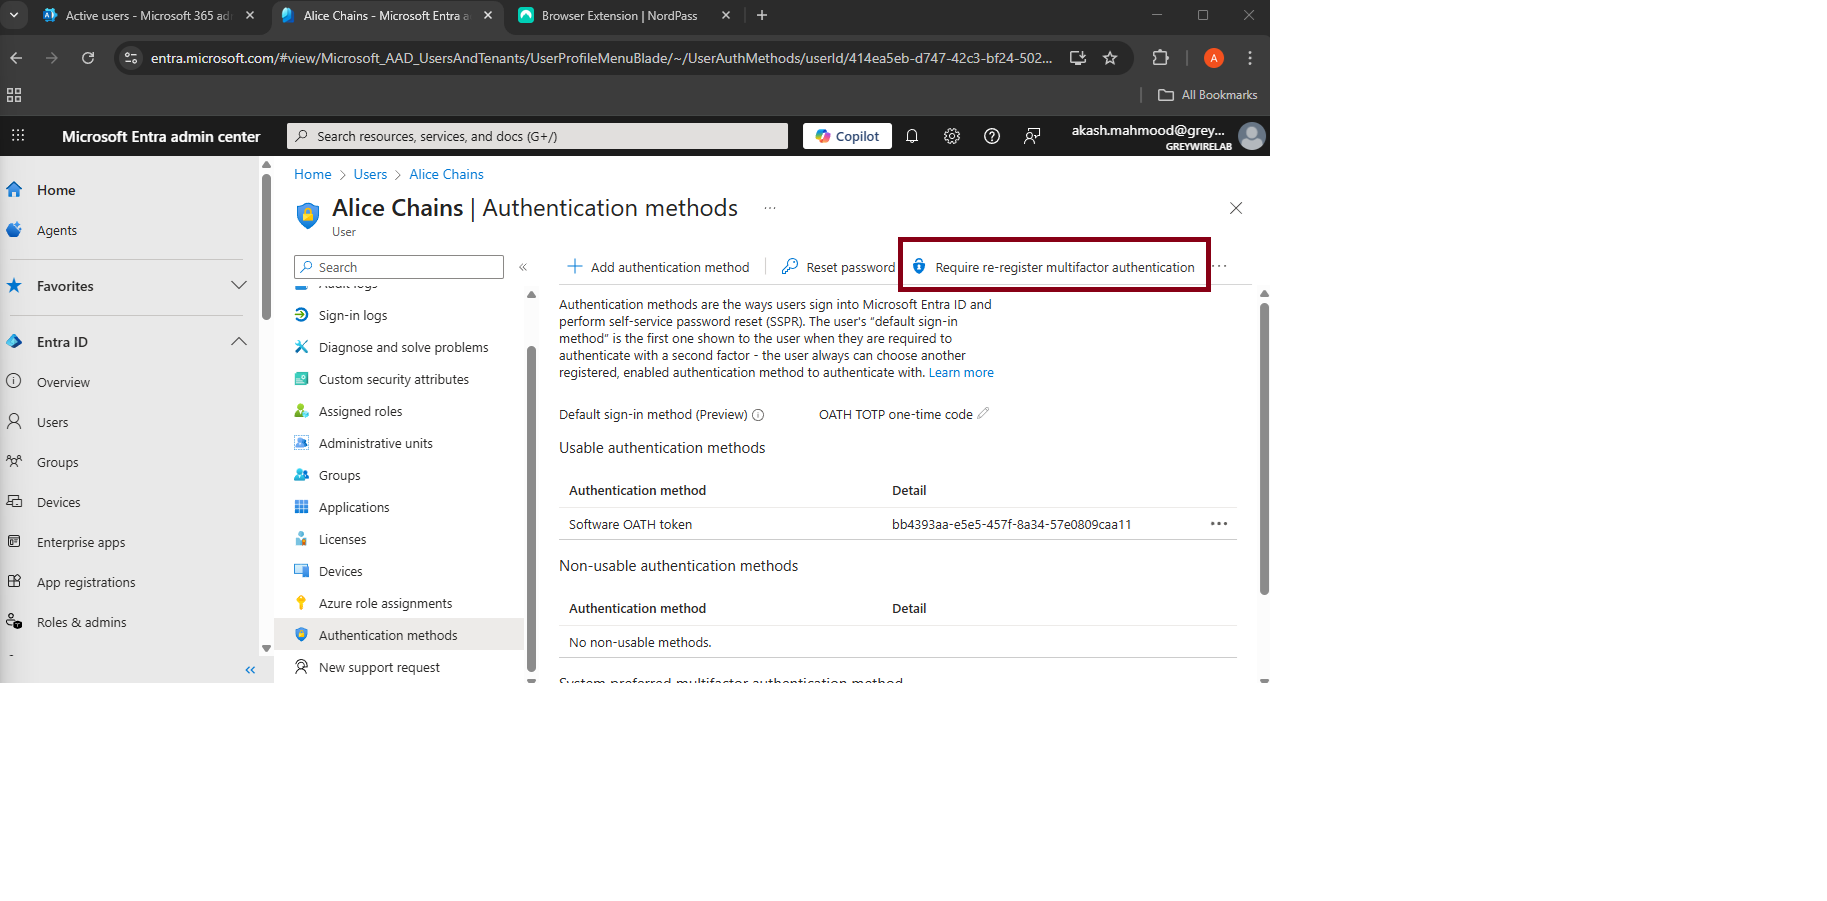 Active users - Microsoft 365 ad
Alice Chains - Microsoft Entra a
Browser Extension | NordPass
entra.microsoft.com/#view/Microsoft_AAD_UsersAndTenants/UserProfileMenuBlade/~/UserAuthMethods/userId/414ea5eb-d747-42c3-bf24-502...
A
All Bookmarks
Microsoft Entra admin center
Search resources, services, and docs (G+/)
Copilot
akash.mahmood@grey...
GREYWIRELAB
Home
Agents
Favorites
Entra ID
Overview
Users
Groups
Devices
Enterprise apps
App registrations
Roles & admins
Home > Users > Alice Chains
Alice Chains | Authentication methods ...
User
Search
Audit logs
Sign-in logs
Diagnose and solve problems
Custom security attributes
Assigned roles
Administrative units
Groups
Applications
Licenses
Devices
Azure role assignments
Authentication methods
New support request
Add authentication method
Reset password
Require re-register multifactor authentication
Authentication methods are the ways users sign into Microsoft Entra ID and
perform self-service password reset (SSPR). The user's "default sign-in
method" is the first one shown to the user when they are required to
authenticate with a second factor - the user always can choose another
registered, enabled authentication method to authenticate with. Learn more
Default sign-in method (Preview) OATH TOTP one-time code
Usable authentication methods
Authentication method Detail
Software OATH token bb4393aa-e5e5-457f-8a34-57e0809caa11
Non-usable authentication methods
Authentication method Detail
No non-usable methods.
System preferred multifactor authentication method